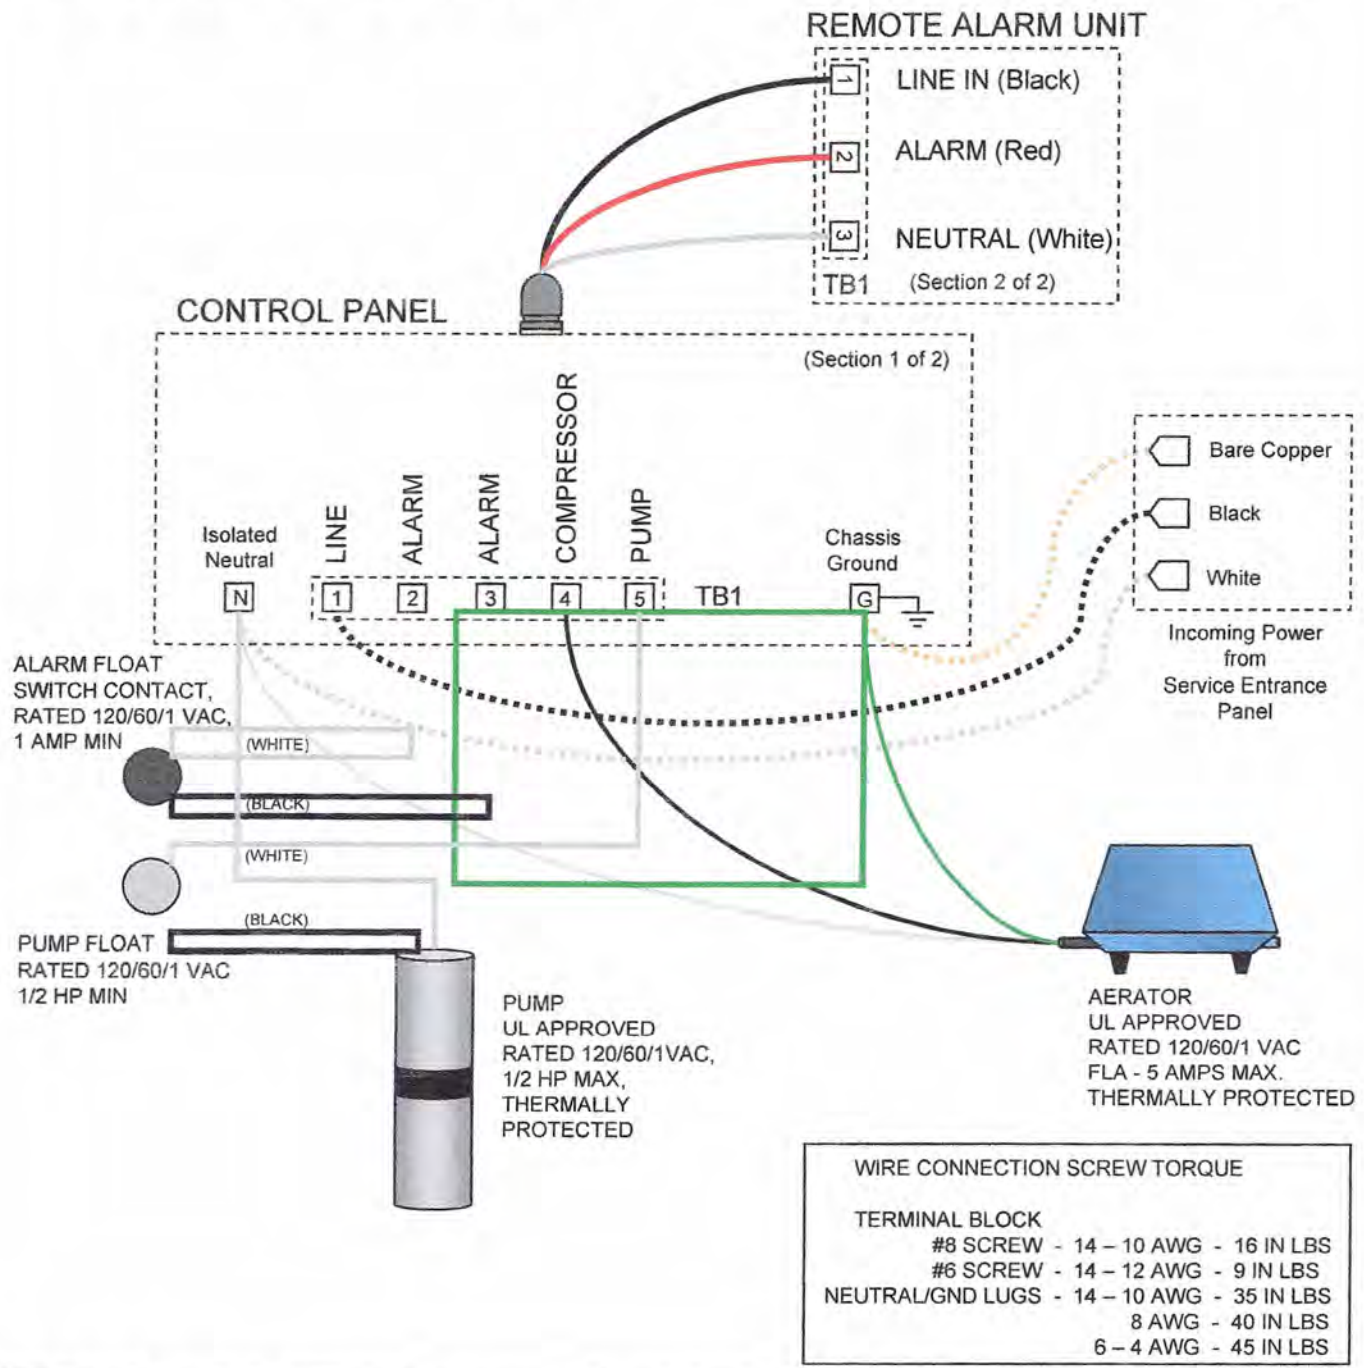 REMOTE ALARM UNIT
1 LINE IN (Black)
2 ALARM (Red)
3 NEUTRAL (White)
TB1 (Section 2 of 2)
CONTROL PANEL
(Section 1 of 2)
Isolated
Neutral
LINE
ALARM
ALARM
COMPRESSOR
PUMP
Chassis
Ground
N 1 2 3 4 5 TB1 G
Bare Copper
Black
White
Incoming Power
from
Service Entrance
Panel
ALARM FLOAT
SWITCH CONTACT,
RATED 120/60/1 VAC,
1 AMP MIN
(WHITE)
(BLACK)
(WHITE)
(BLACK)
PUMP FLOAT
RATED 120/60/1 VAC
1/2 HP MIN
PUMP
UL APPROVED
RATED 120/60/1VAC,
1/2 HP MAX,
THERMALLY
PROTECTED
AERATOR
UL APPROVED
RATED 120/60/1 VAC
FLA - 5 AMPS MAX.
THERMALLY PROTECTED
WIRE CONNECTION SCREW TORQUE
TERMINAL BLOCK
#8 SCREW - 14 – 10 AWG - 16 IN LBS
#6 SCREW - 14 – 12 AWG - 9 IN LBS
NEUTRAL/GND LUGS - 14 – 10 AWG - 35 IN LBS
8 AWG - 40 IN LBS
6 – 4 AWG - 45 IN LBS